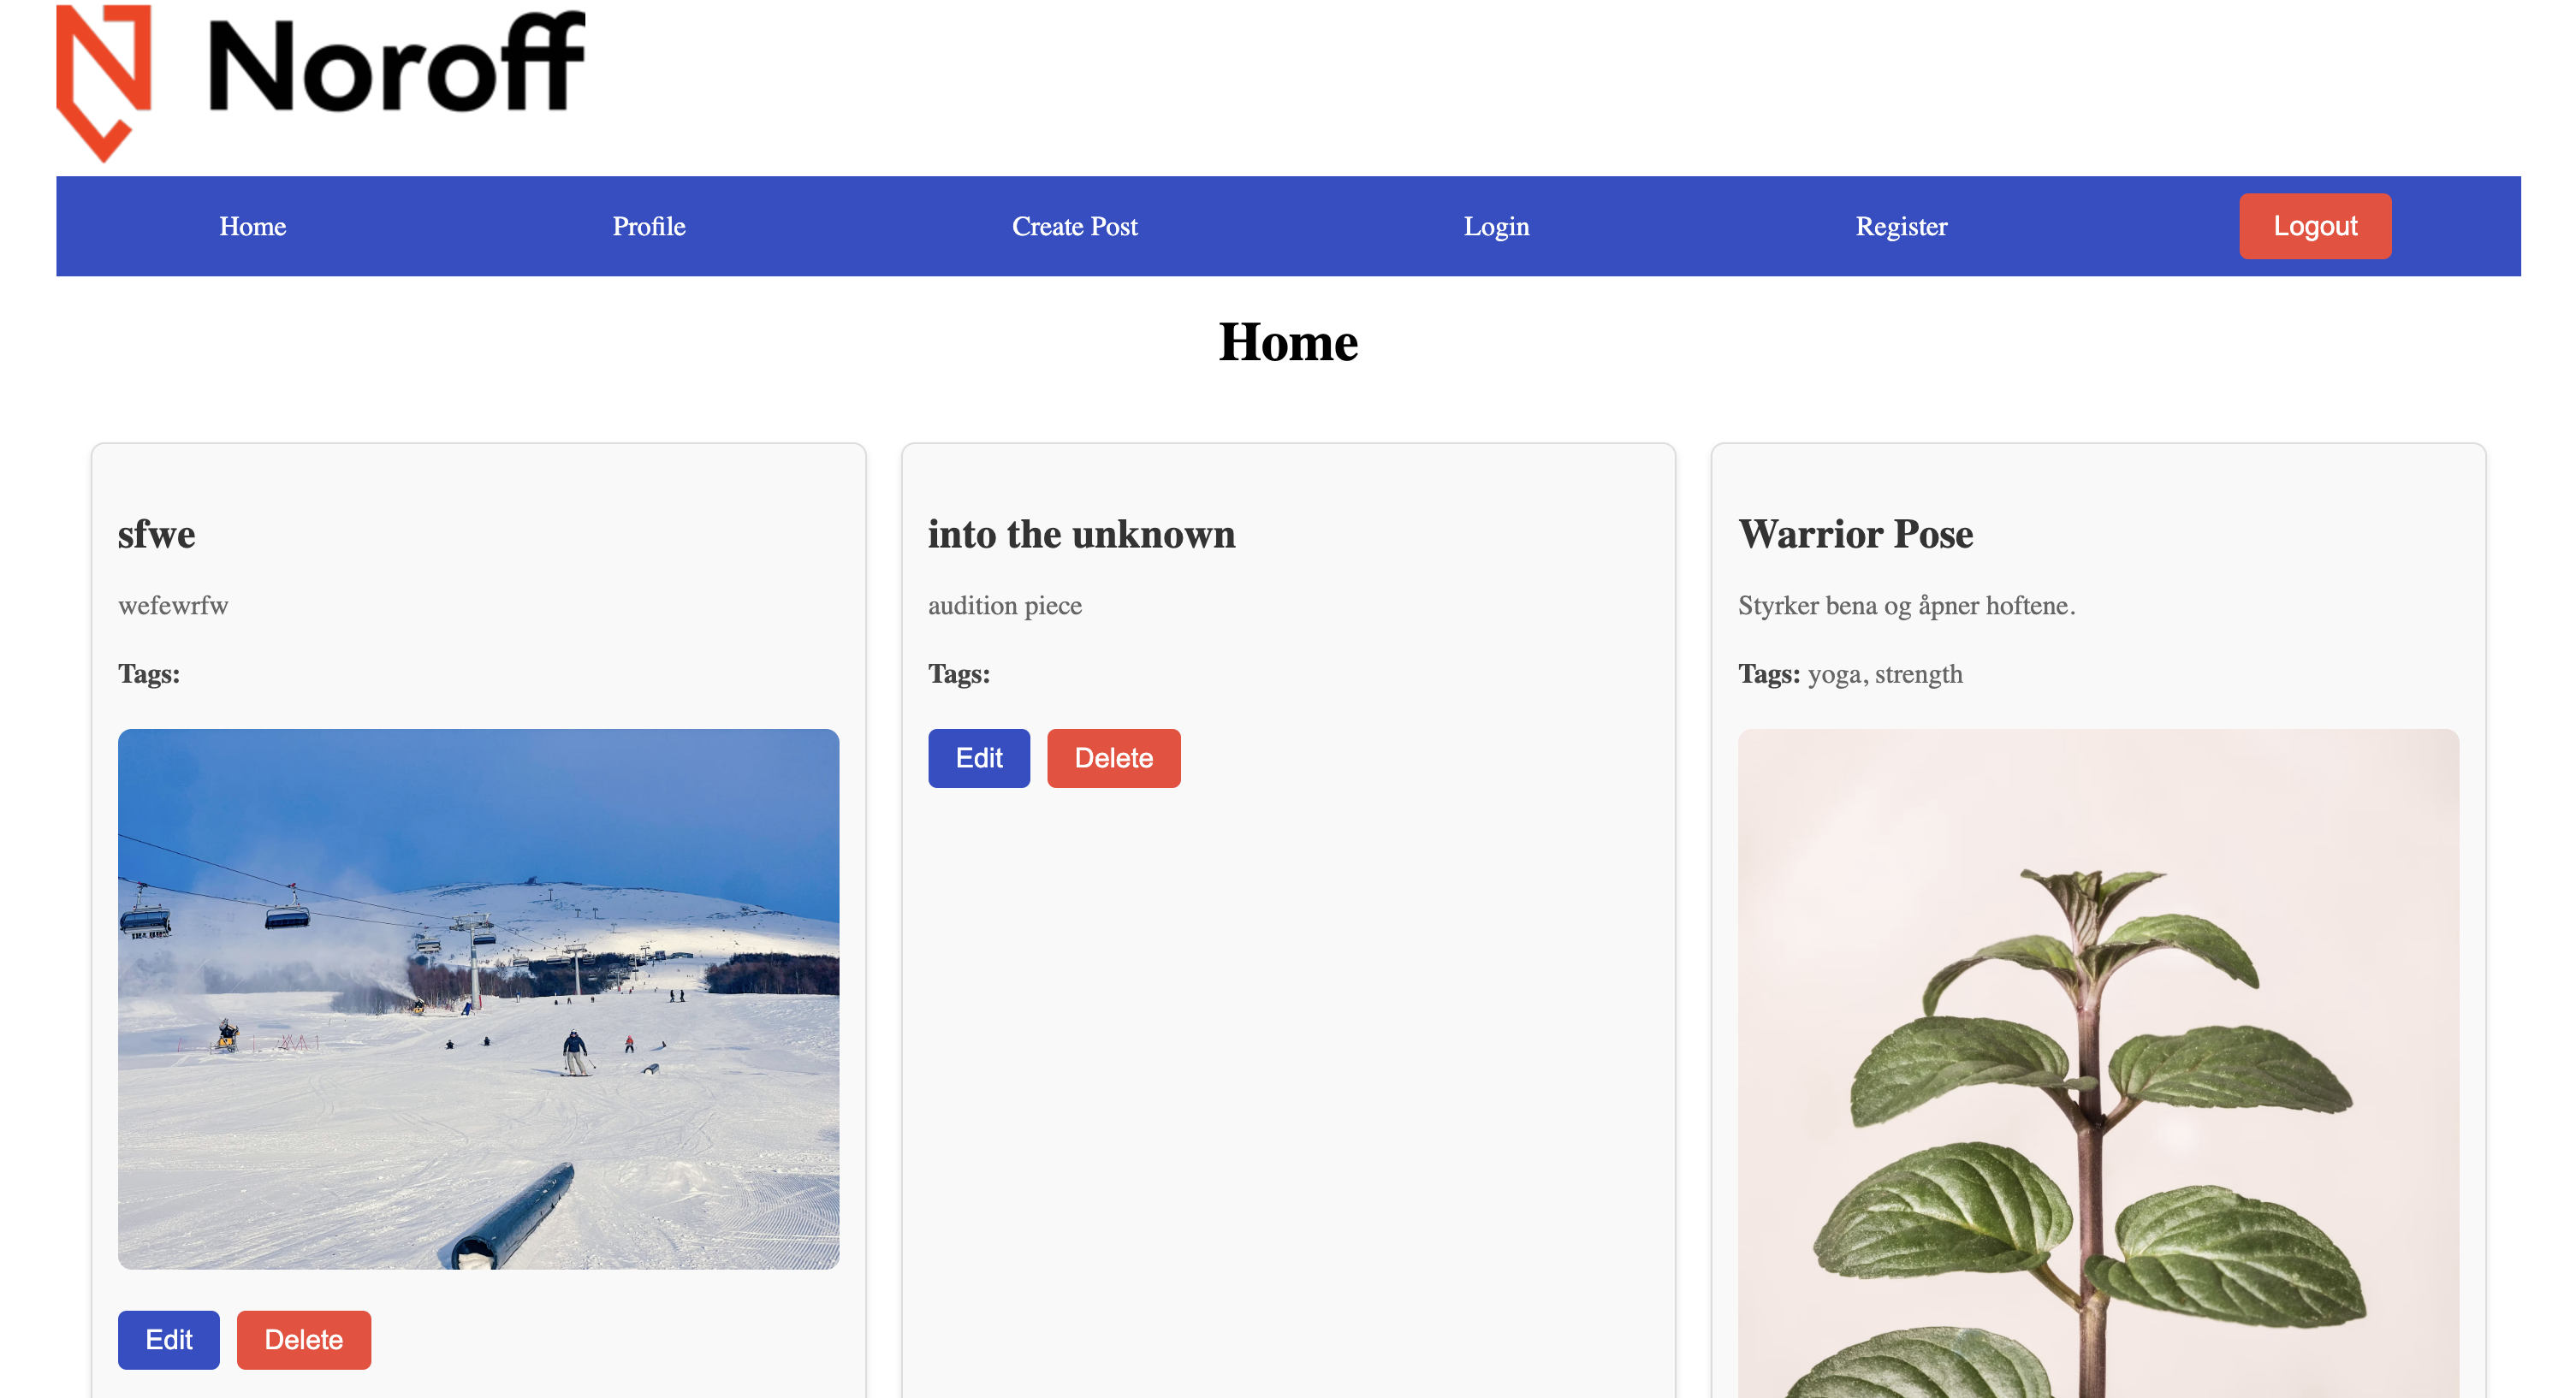 Noroff
Home Profile Create Post Login Register Logout
Home
sfwe
wefewrfw
Tags:
Edit Delete
into the unknown
audition piece
Tags:
Edit Delete
Warrior Pose
Styrker bena og åpner hoftene.
Tags: yoga, strength